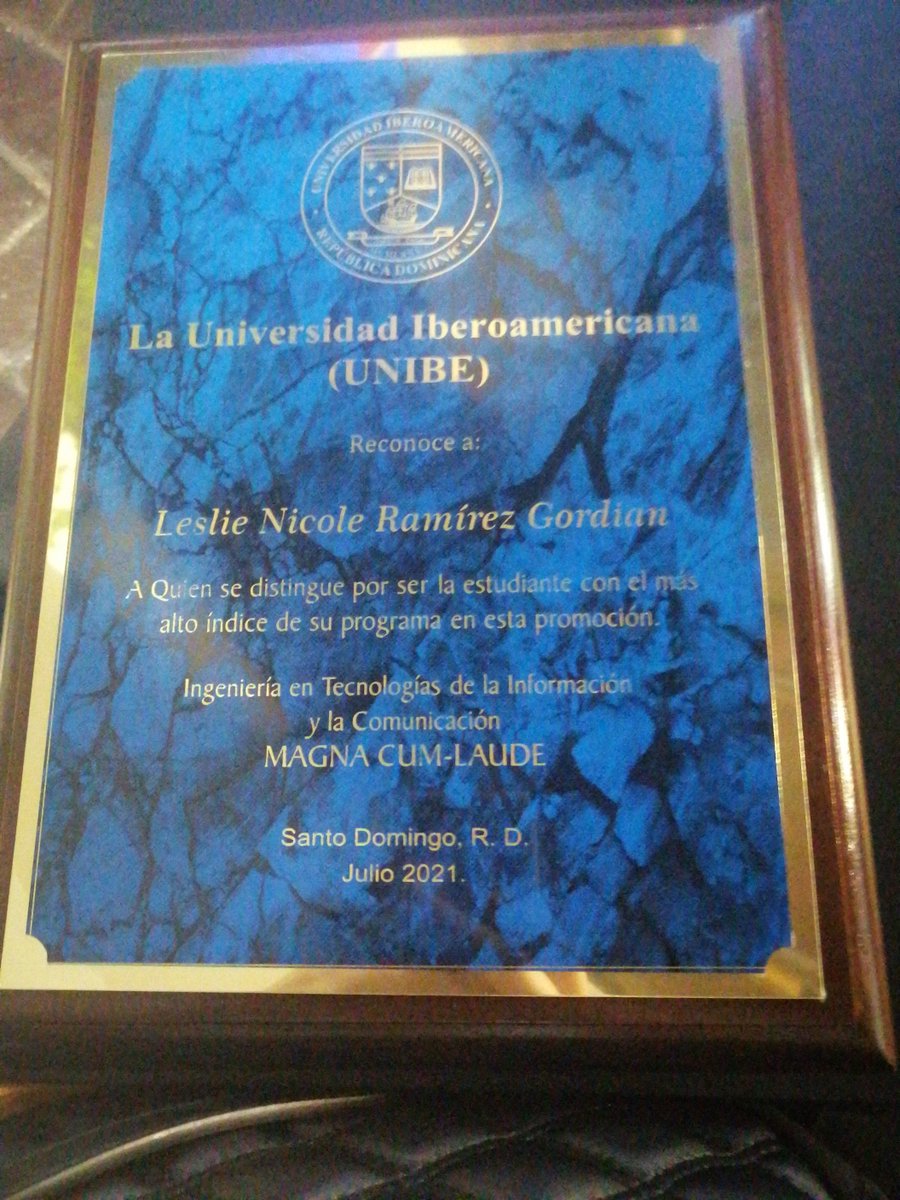 UNIVERSIDAD IBEROAMERICANA
REPÚBLICA DOMINICANA
La Universidad Iberoamericana
(UNIBE)
Reconoce a:
Leslie Nicole Ramírez Gordian
A Quien se distingue por ser la estudiante con el más
alto índice de su programa en esta promoción.
Ingeniería en Tecnologías de la Información
y la Comunicación
MAGNA CUM-LAUDE
Santo Domingo, R. D.
Julio 2021.